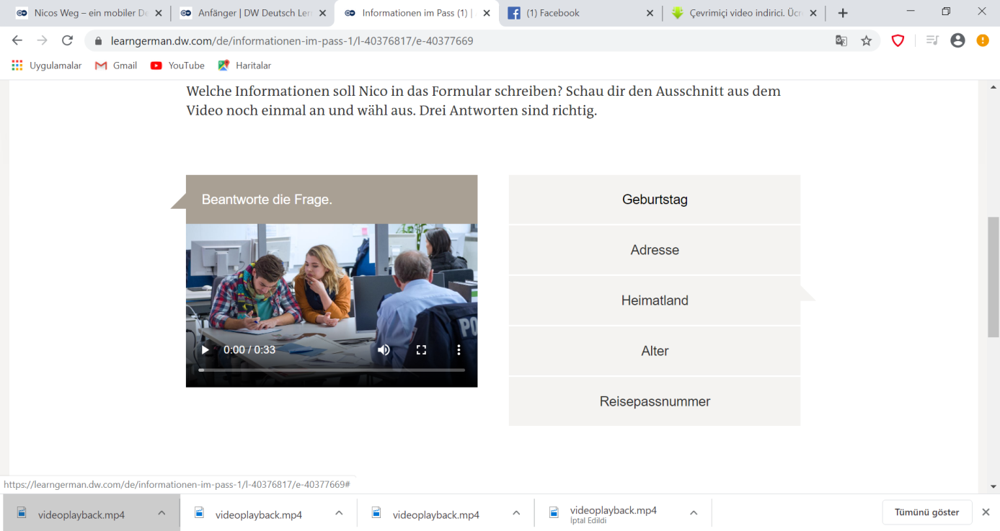 Nicos Weg – ein mobiler De
Anfänger | DW Deutsch Ler
Informationen im Pass (1) |
(1) Facebook
Çevrimiçi video indirici. Ücr
learngerman.dw.com/de/informationen-im-pass-1/l-40376817/e-40377669
Uygulamalar
Gmail
YouTube
Haritalar
Welche Informationen soll Nico in das Formular schreiben? Schau dir den Ausschnitt aus dem
Video noch einmal an und wähl aus. Drei Antworten sind richtig.
Beantworte die Frage.
PO
0:00 / 0:33
Geburtstag
Adresse
Heimatland
Alter
Reisepassnummer
https://learngerman.dw.com/de/informationen-im-pass-1/l-40376817/e-40377669#
videoplayback.mp4
videoplayback.mp4
videoplayback.mp4
videoplayback.mp4
İptal Edildi
Tümünü göster